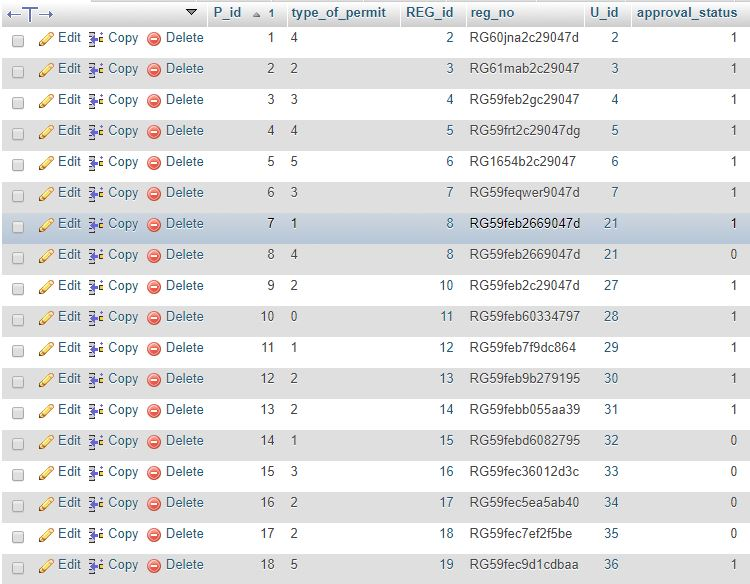 P_id 1 type_of_permit REG_id reg_no U_id approval_status
Edit Copy Delete 1 4 2 RG60jna2c29047d 2 1
Edit Copy Delete 2 2 3 RG61mab2c29047 3 1
Edit Copy Delete 3 3 4 RG59feb2gc29047 4 1
Edit Copy Delete 4 4 5 RG59frt2c29047dg 5 1
Edit Copy Delete 5 5 6 RG1654b2c29047 6 1
Edit Copy Delete 6 3 7 RG59feqwer9047d 7 1
Edit Copy Delete 7 1 8 RG59feb2669047d 21 1
Edit Copy Delete 8 4 8 RG59feb2669047d 21 0
Edit Copy Delete 9 2 10 RG59feb2c29047d 27 1
Edit Copy Delete 10 0 11 RG59feb60334797 28 1
Edit Copy Delete 11 1 12 RG59feb7f9dc864 29 1
Edit Copy Delete 12 2 13 RG59feb9b279195 30 1
Edit Copy Delete 13 2 14 RG59febb055aa39 31 1
Edit Copy Delete 14 1 15 RG59febd6082795 32 0
Edit Copy Delete 15 3 16 RG59fec36012d3c 33 0
Edit Copy Delete 16 2 17 RG59fec5ea5ab40 34 0
Edit Copy Delete 17 2 18 RG59fec7ef2f5be 35 0
Edit Copy Delete 18 5 19 RG59fec9d1cdbaa 36 1